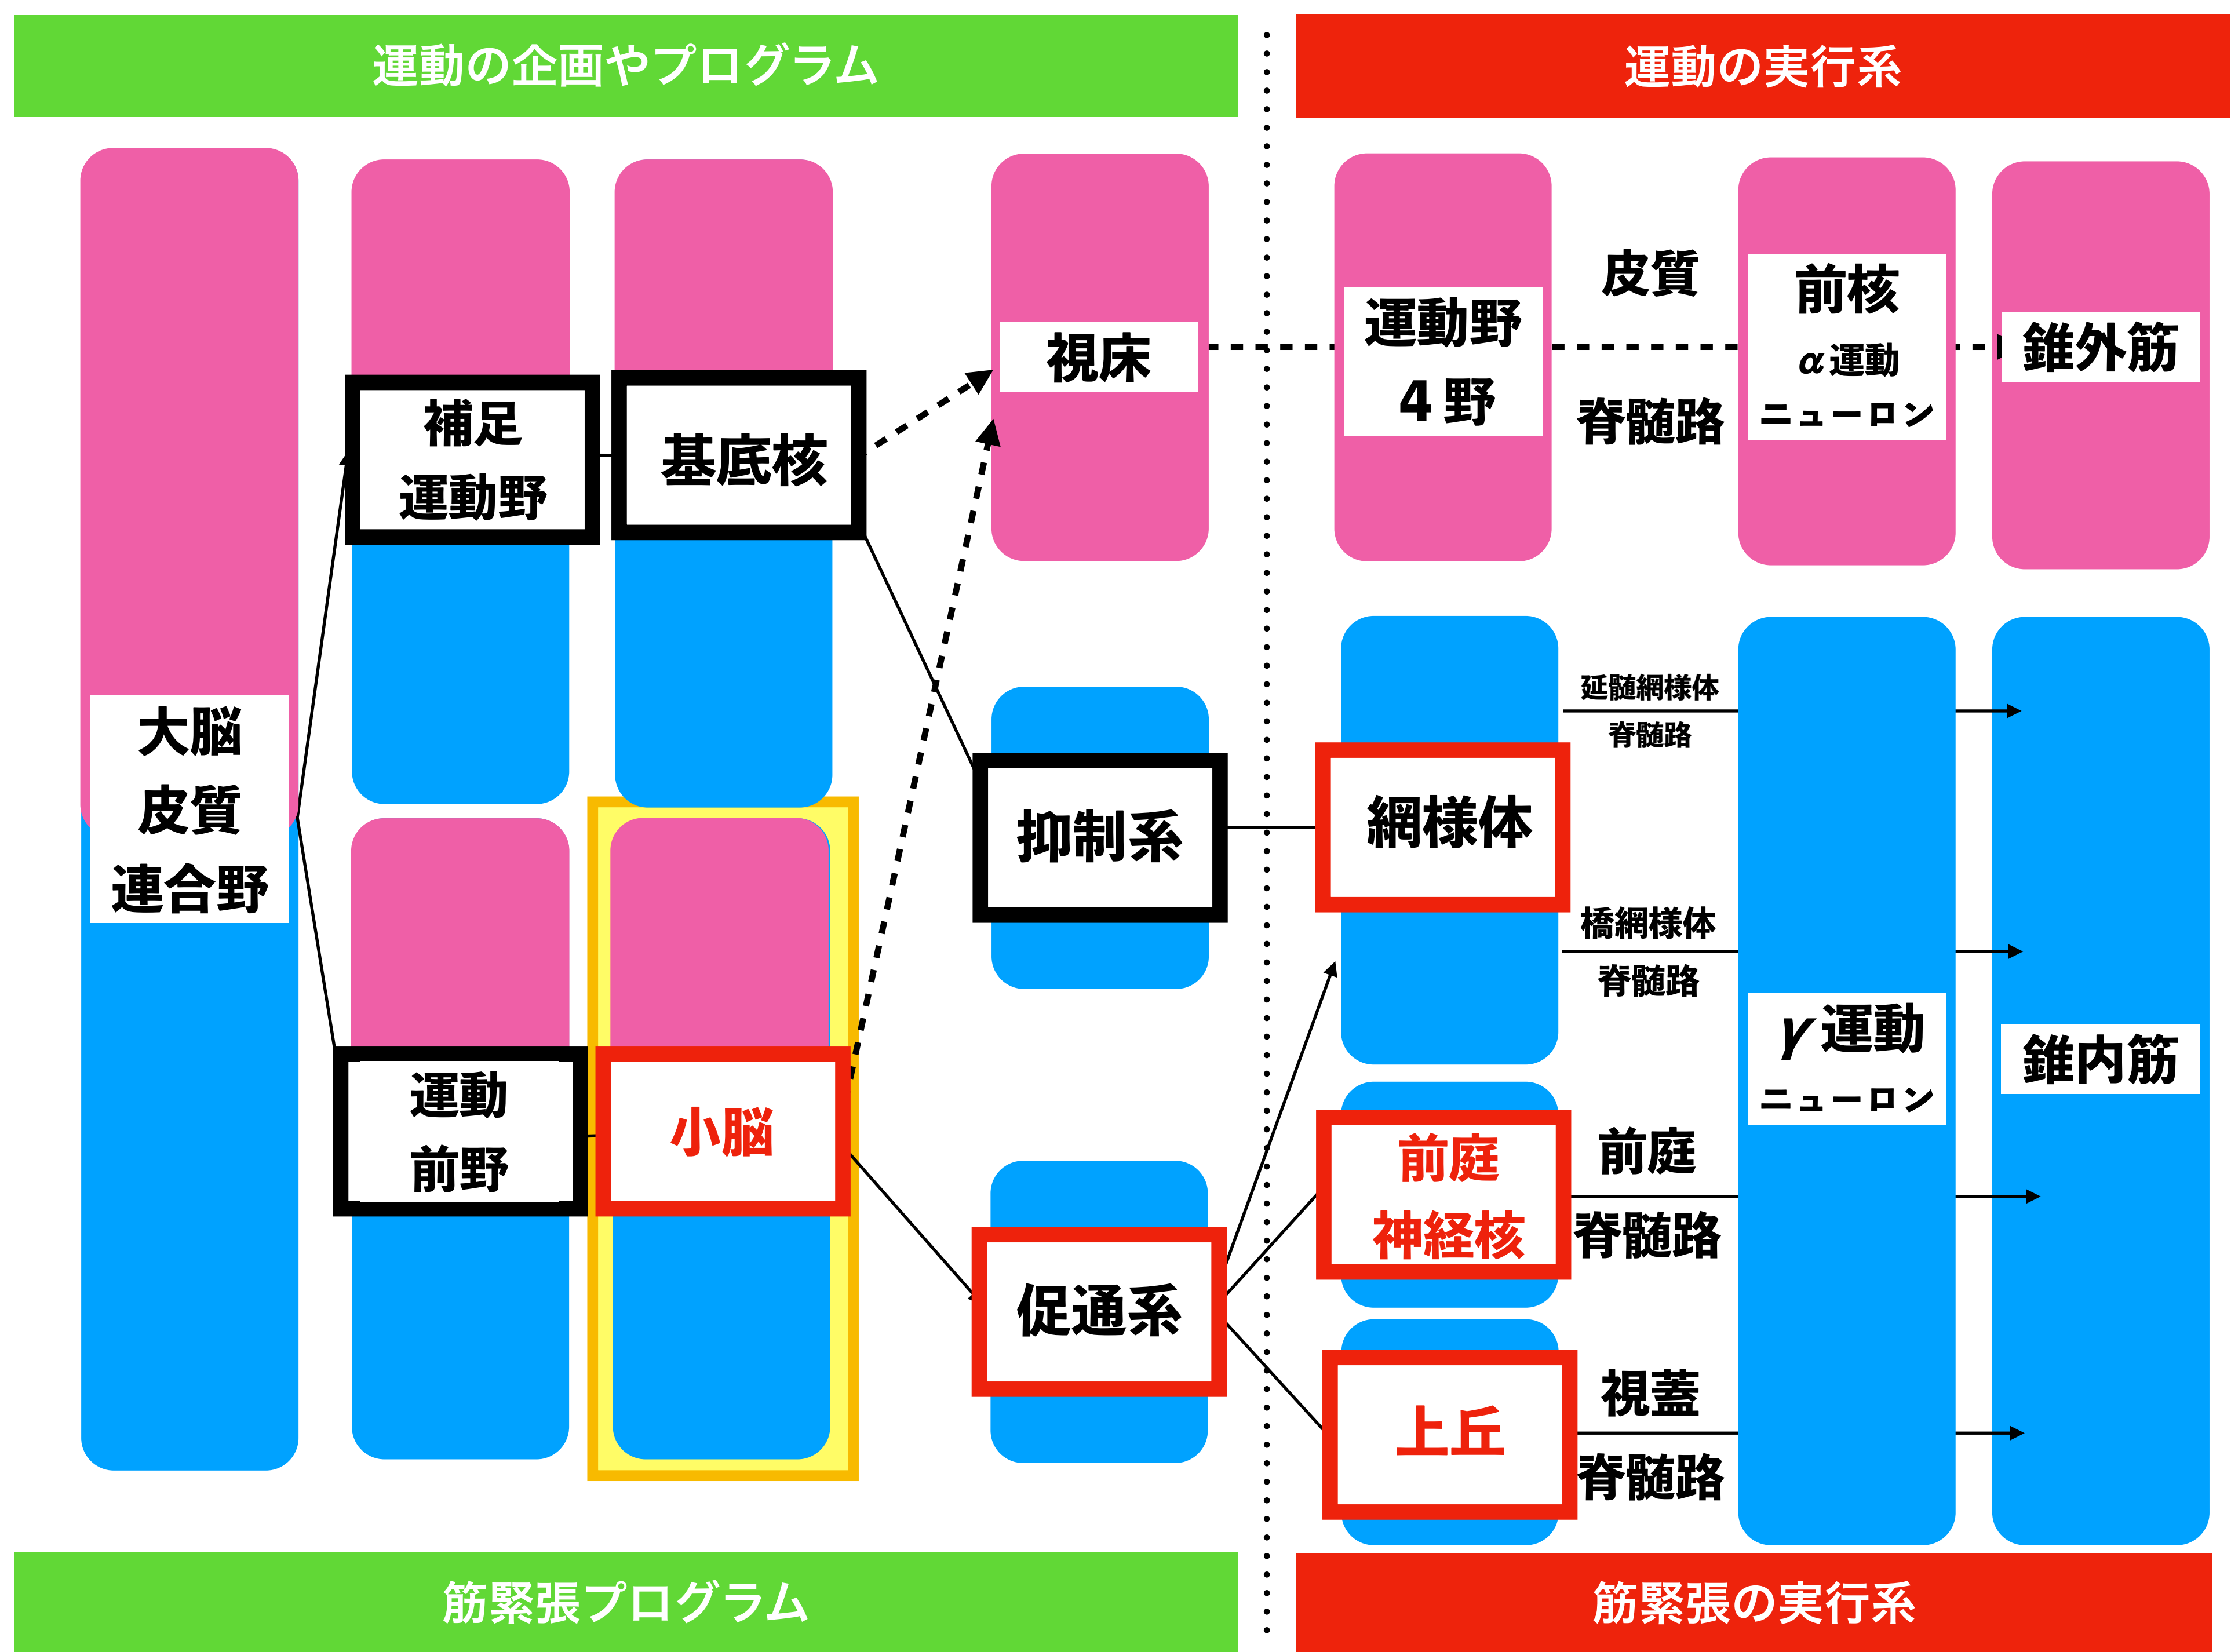 運動の企画やプログラム
運動の実行系
大脳
皮質
連合野
補足
運動野
基底核
視床
運動野
４野
皮質
脊髄路
前核
α運動
ニューロン
錐外筋
運動
前野
小脳
抑制系
促通系
網様体
延髄網様体
脊髄路
橋網様体
脊髄路
前庭
神経核
前庭
脊髄路
上丘
視蓋
脊髄路
γ運動
ニューロン
錐内筋
筋緊張プログラム
筋緊張の実行系